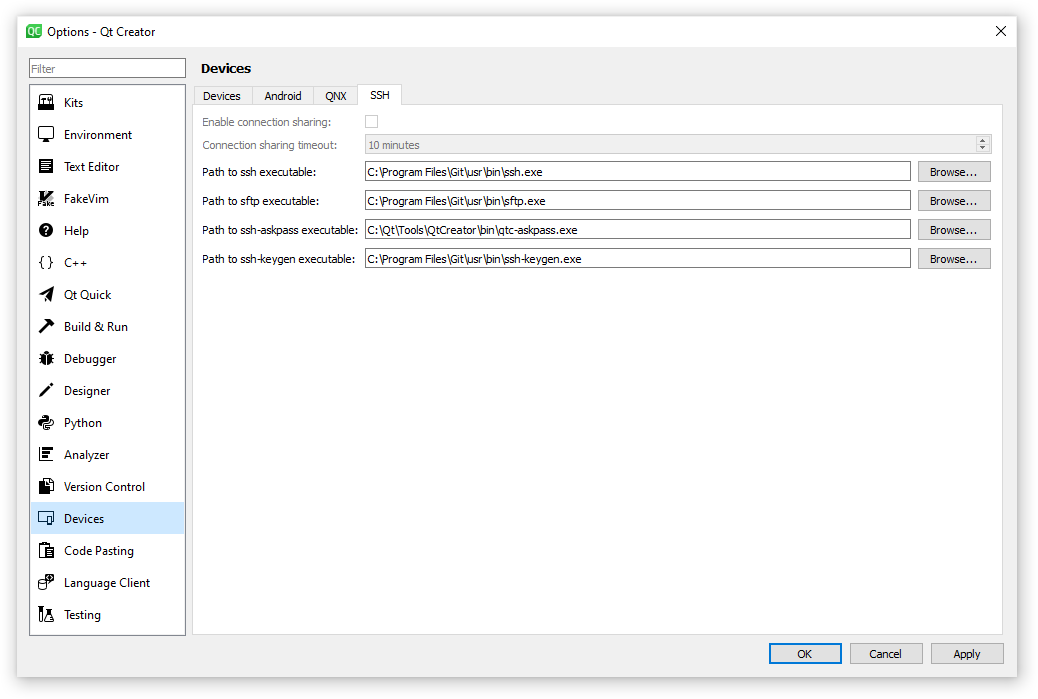 QC Options - Qt Creator
Filter
Kits
Environment
Text Editor
Fake FakeVim
Help
C++
Qt Quick
Build & Run
Debugger
Designer
Python
Analyzer
Version Control
Devices
Code Pasting
Language Client
Testing
Devices
Devices Android QNX SSH
Enable connection sharing:
Connection sharing timeout: 10 minutes
Path to ssh executable: C:\Program Files\Git\usr\bin\ssh.exe Browse...
Path to sftp executable: C:\Program Files\Git\usr\bin\sftp.exe Browse...
Path to ssh-askpass executable: C:\Qt\Tools\QtCreator\bin\qtc-askpass.exe Browse...
Path to ssh-keygen executable: C:\Program Files\Git\usr\bin\ssh-keygen.exe Browse...
OK Cancel Apply